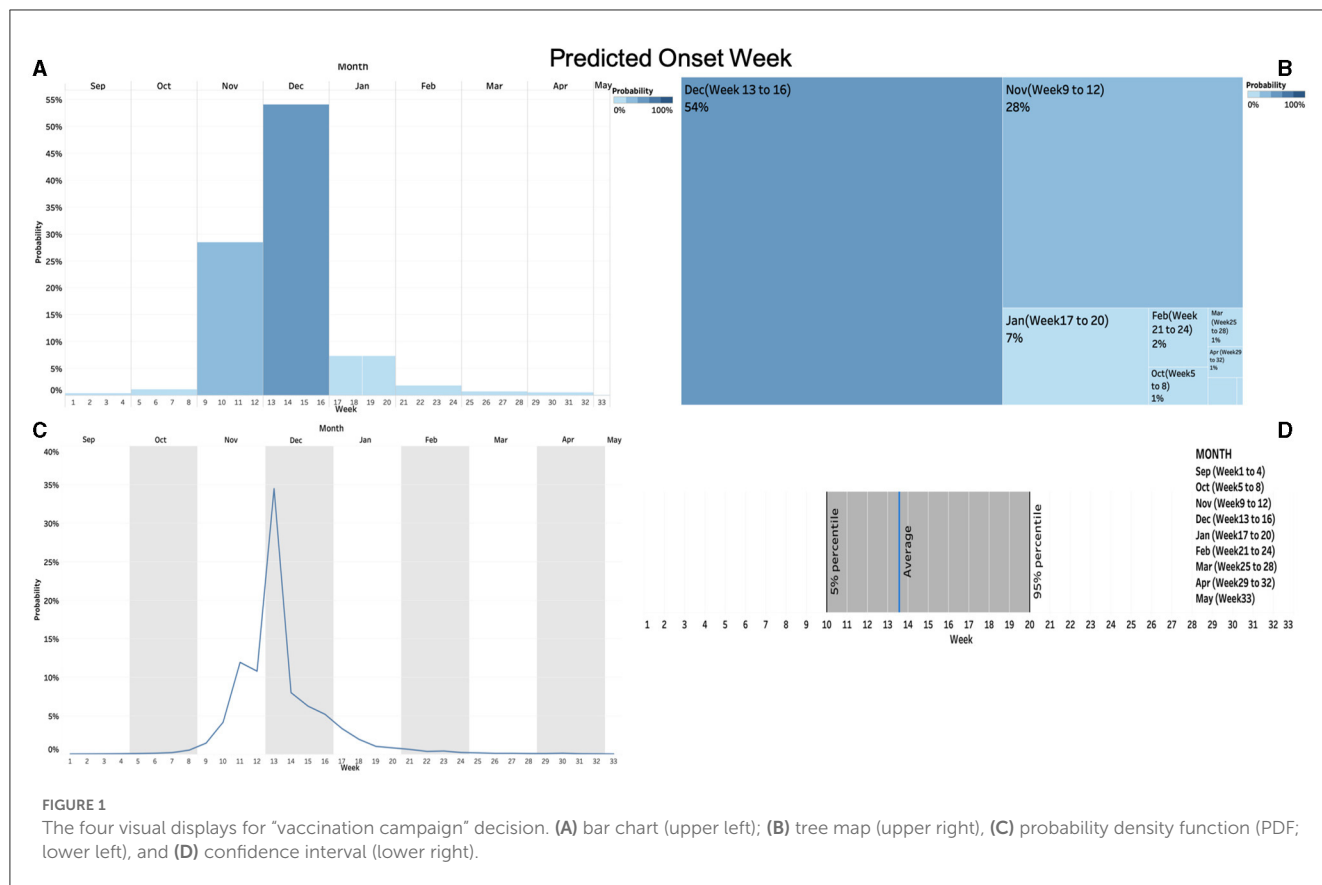 Predicted Onset Week
A
Month
Sep Oct Nov Dec Jan Feb Mar Apr May
Probability
0% 100%
55%
50%
45%
40%
35%
30%
25%
20%
15%
10%
5%
0%
Probability
1 2 3 4 5 6 7 8 9 10 11 12 13 14 15 16 17 18 19 20 21 22 23 24 25 26 27 28 29 30 31 32 33
Week
B
Dec(Week 13 to 16)
54%
Nov(Week9 to 12)
28%
Jan(Week17 to 20)
7%
Feb(Week
21 to 24)
2%
Oct(Week5
to 8)
1%
Mar
(Week25
to 28)
1%
Apr (Week29
to 32)
1%
Probability
0% 100%
C
Month
Sep Oct Nov Dec Jan Feb Mar Apr May
40%
35%
30%
25%
20%
15%
10%
5%
0%
Probability
1 2 3 4 5 6 7 8 9 10 11 12 13 14 15 16 17 18 19 20 21 22 23 24 25 26 27 28 29 30 31 32 33
Week
D
MONTH
Sep (Week1 to 4)
Oct (Week5 to 8)
Nov (Week9 to 12)
Dec (Week13 to 16)
Jan (Week17 to 20)
Feb (Week21 to 24)
Mar (Week25 to 28)
Apr (Week29 to 32)
May (Week33)
5% percentile
Average
95% percentile
1 2 3 4 5 6 7 8 9 10 11 12 13 14 15 16 17 18 19 20 21 22 23 24 25 26 27 28 29 30 31 32 33
Week
FIGURE 1
The four visual displays for “vaccination campaign” decision. (A) bar chart (upper left); (B) tree map (upper right), (C) probability density function (PDF;
lower left), and (D) confidence interval (lower right).